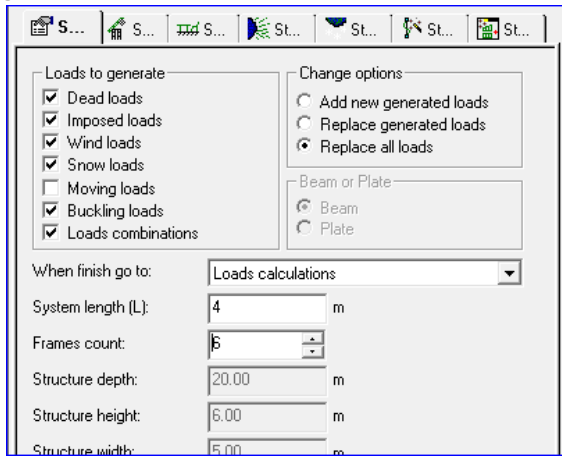 S...
S...
S...
St...
St...
St...
St...
Loads to generate
Dead loads
Imposed loads
Wind loads
Snow loads
Moving loads
Buckling loads
Loads combinations
Change options
Add new generated loads
Replace generated loads
Replace all loads
Beam or Plate
Beam
Plate
When finish go to: Loads calculations
System length (L): 4 m
Frames count: 6
Structure depth: 20.00 m
Structure height: 6.00 m
Structure width: 5.00 m